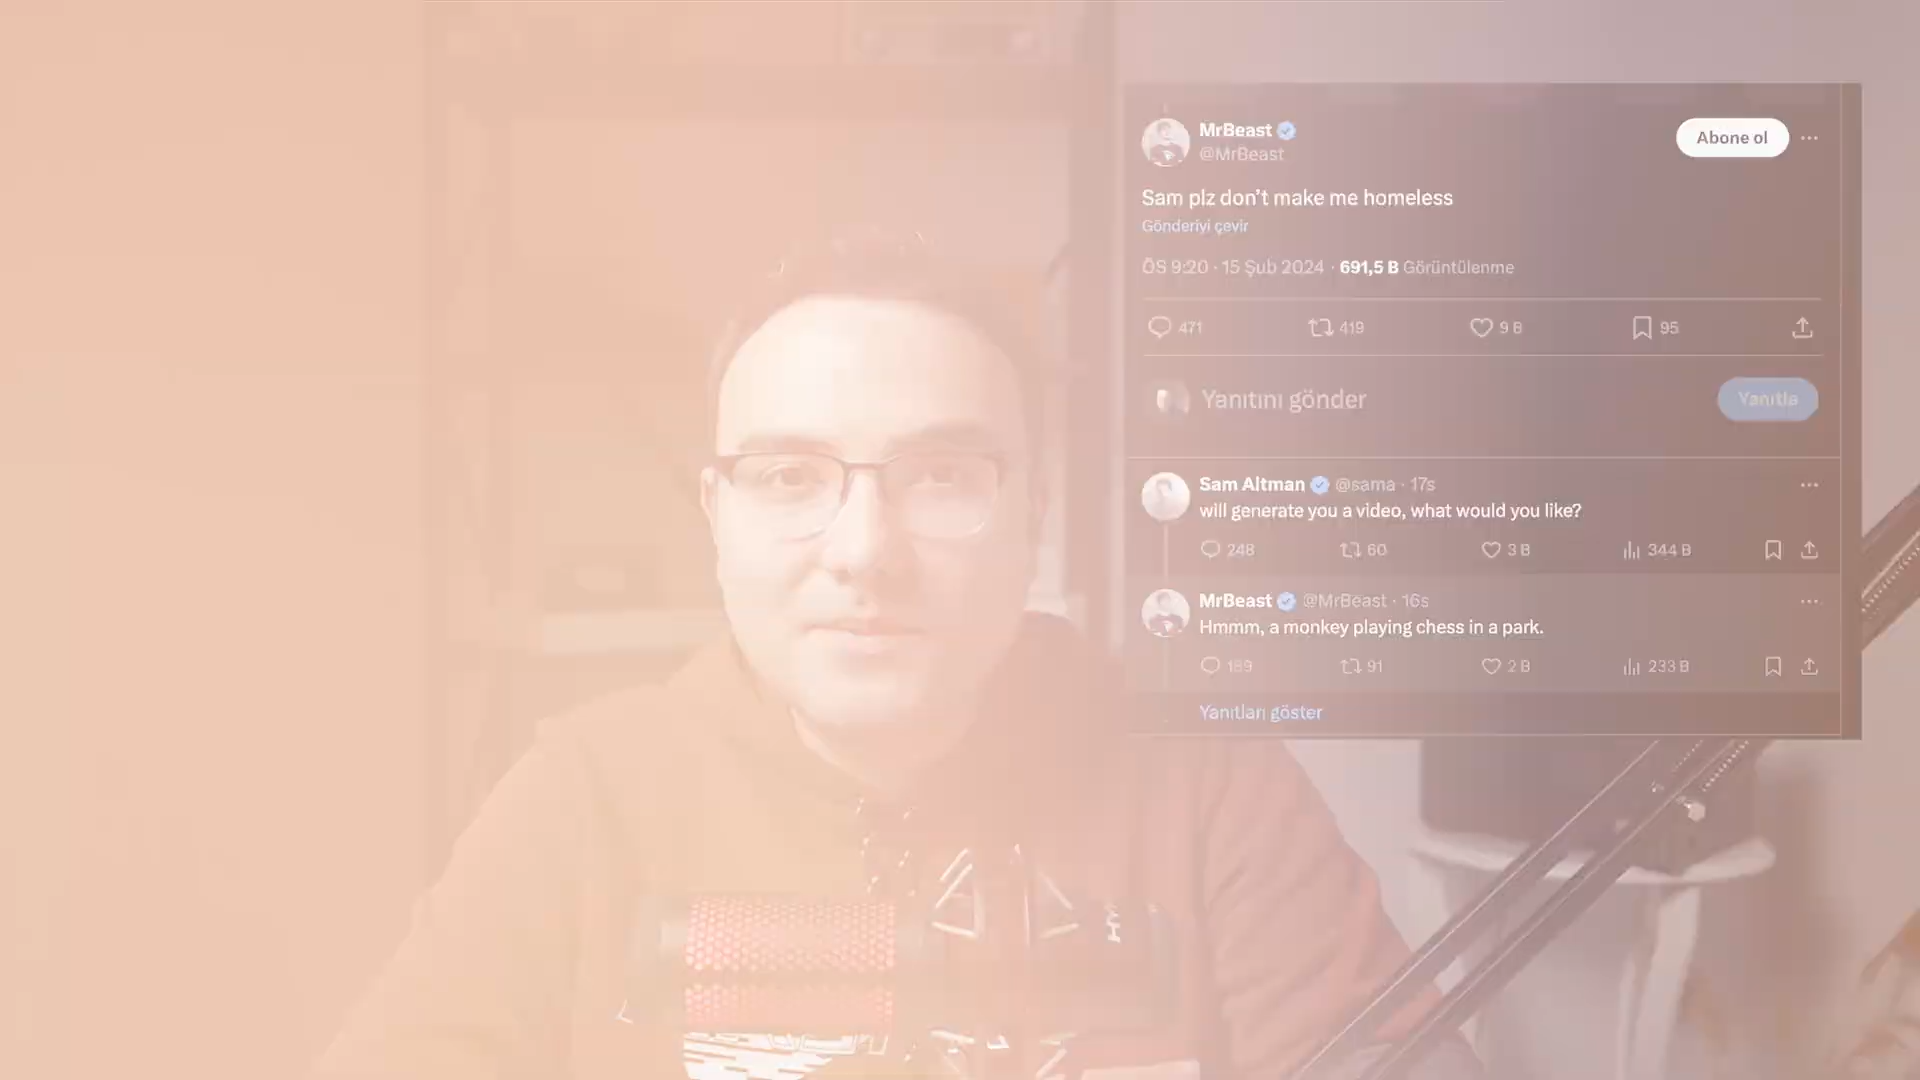 MrBeast
@MrBeast
Abone ol
Sam plz don't make me homeless
Gönderiyi çevir
ÖS 9:20 · 15 Şub 2024 · 691,5 B Görüntülenme
471 419 9 B 95
Yanıtını gönder
Yanıtla
Sam Altman @sama · 17s
will generate you a video, what would you like?
248 60 3 B 344 B
MrBeast @MrBeast · 16s
Hmmm, a monkey playing chess in a park.
189 91 2 B 233 B
Yanıtları göster